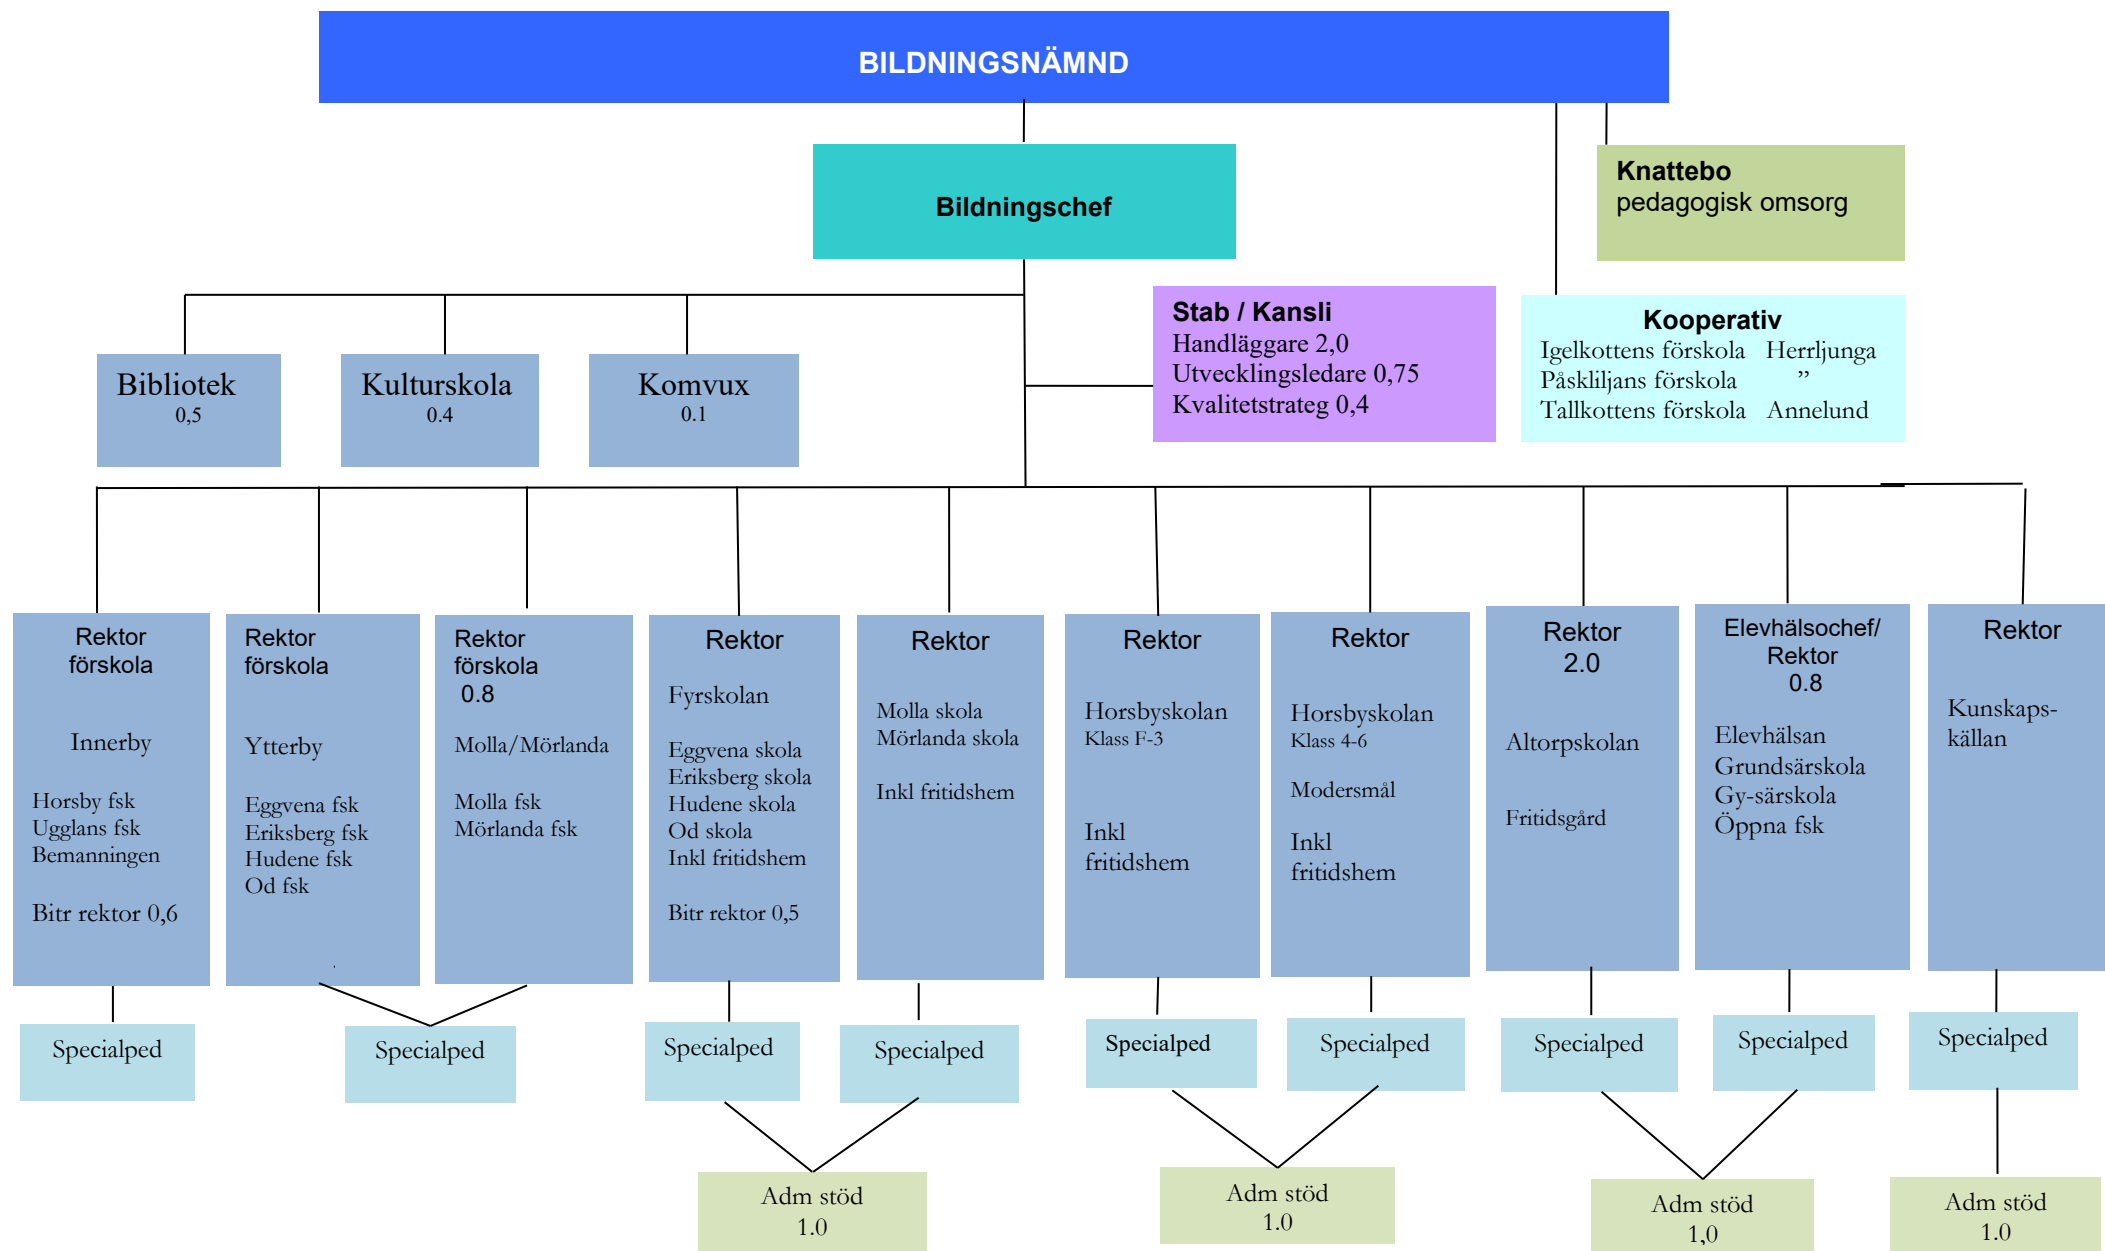 BILDNINGSNÄMND
Bildningschef
Knattebo
pedagogisk omsorg
Stab / Kansli
Handläggare 2,0
Utvecklingsledare 0,75
Kvalitetstrateg 0,4
Kooperativ
Igelkottens förskola Herrljunga
Påskliljans förskola ”
Tallkottens förskola Annelund
Bibliotek
0,5
Kulturskola
0.4
Komvux
0.1
Rektor
förskola
Innerby
Horsby fsk
Ugglans fsk
Bemanningen
Bitr rektor 0,6
Rektor
förskola
Ytterby
Eggvena fsk
Eriksberg fsk
Hudene fsk
Od fsk
Rektor
förskola
0.8
Molla/Mörlanda
Molla fsk
Mörlanda fsk
Rektor
Fyrskolan
Eggvena skola
Eriksberg skola
Hudene skola
Od skola
Inkl fritidshem
Bitr rektor 0,5
Rektor
Molla skola
Mörlanda skola
Inkl fritidshem
Rektor
Horsbyskolan
Klass F-3
Inkl
fritidshem
Rektor
Horsbyskolan
Klass 4-6
Modersmål
Inkl
fritidshem
Rektor
2.0
Altorpskolan
Fritidsgård
Elevhälsochef/
Rektor
0.8
Elevhälsan
Grundsärskola
Gy-särskola
Öppna fsk
Rektor
Kunskaps-
källan
Specialped
Specialped
Specialped
Specialped
Specialped
Specialped
Specialped
Specialped
Specialped
Adm stöd
1.0
Adm stöd
1.0
Adm stöd
1,0
Adm stöd
1.0